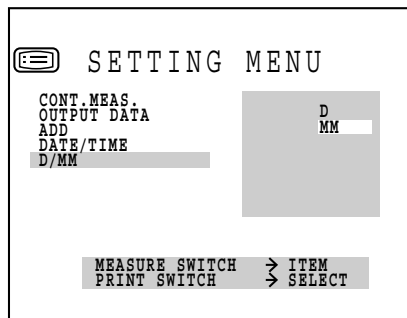 SETTING MENU
CONT.MEAS.
OUTPUT DATA
ADD
DATE/TIME
D/MM
D
MM
MEASURE SWITCH → ITEM
PRINT SWITCH → SELECT